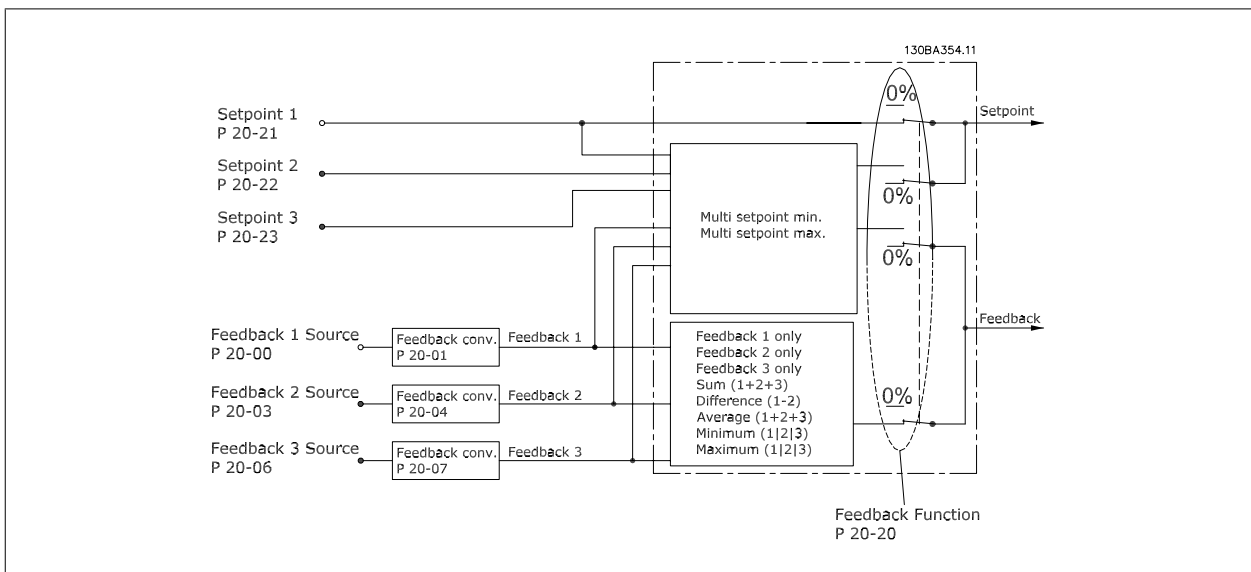 130BA354.11
0%
Setpoint 1
P 20-21
Setpoint
Setpoint 2
P 20-22
0%
Setpoint 3
P 20-23
Multi setpoint min.
Multi setpoint max.
0%
Feedback
Feedback 1 Source
P 20-00
Feedback conv.
P 20-01
Feedback 1
Feedback 2 Source
P 20-03
Feedback conv.
P 20-04
Feedback 2
Feedback 3 Source
P 20-06
Feedback conv.
P 20-07
Feedback 3
Feedback 1 only
Feedback 2 only
Feedback 3 only
Sum (1+2+3)
Difference (1-2)
Average (1+2+3)
Minimum (1|2|3)
Maximum (1|2|3)
0%
Feedback Function
P 20-20